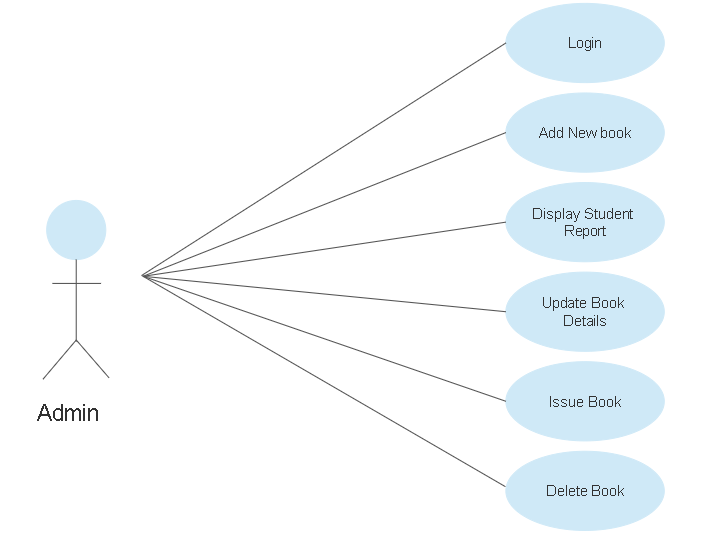 Login
Add New book
Display Student
Report
Update Book
Details
Issue Book
Delete Book
Admin